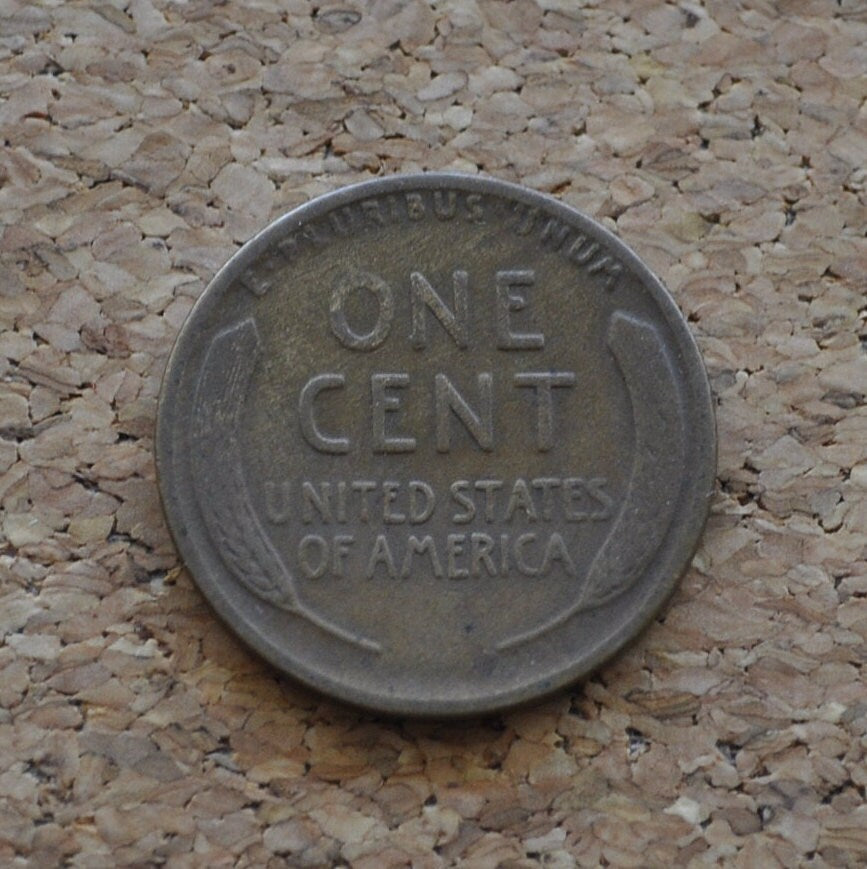 E·PLURIBUS·UNUM
ONE
CENT
UNITED STATES
OF AMERICA